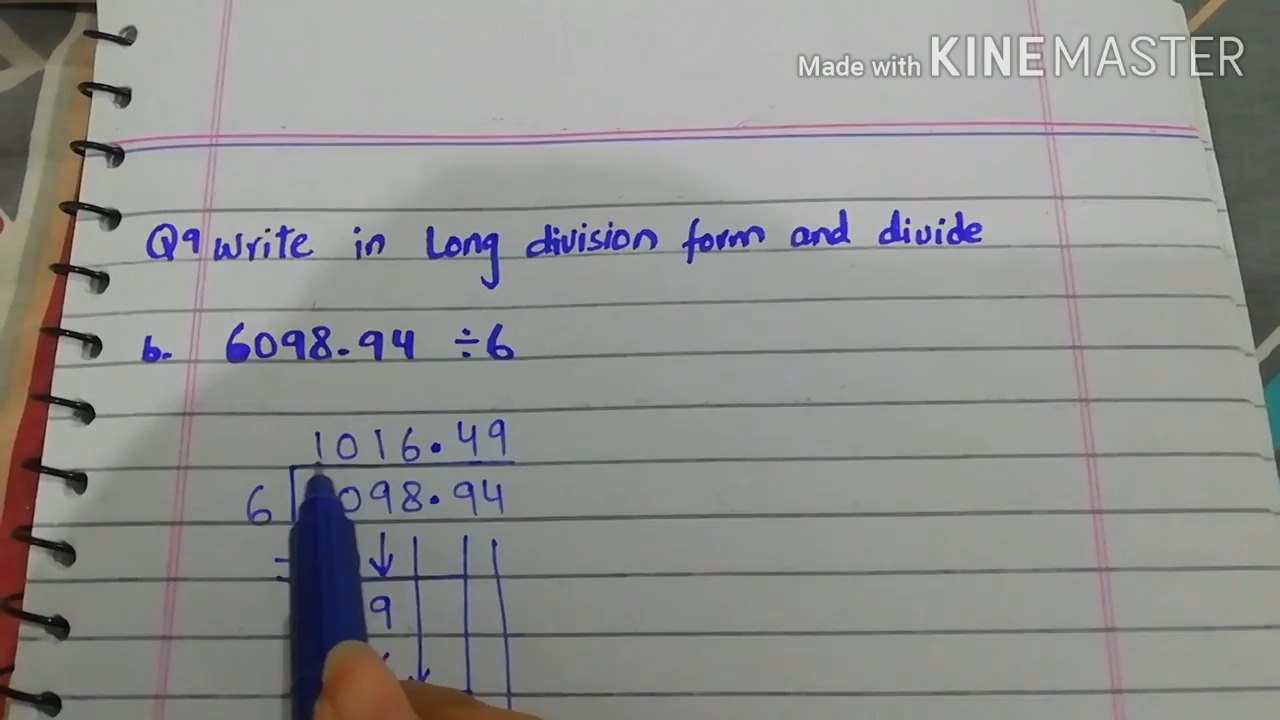 Made with KINEMASTER
Q9 Write in Long division form and divide
b. 6098.94 ÷6
1016.49
6 098.94
9